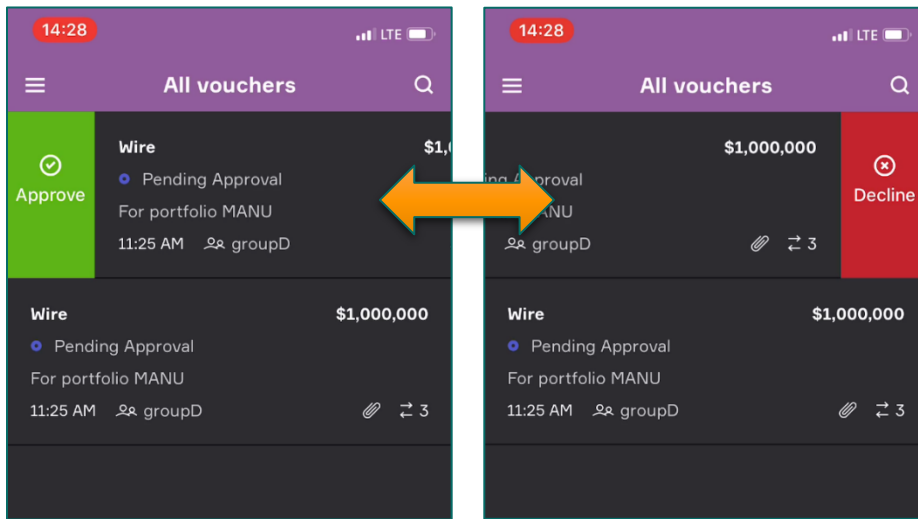 14:28
LTE
All vouchers
Approve
Wire
$1,
Pending Approval
For portfolio MANU
11:25 AM groupD
Wire $1,000,000
Pending Approval
For portfolio MANU
11:25 AM groupD 3
14:28
LTE
All vouchers
$1,000,000
Decline
groupD 3
Wire $1,000,000
Pending Approval
For portfolio MANU
11:25 AM groupD 3